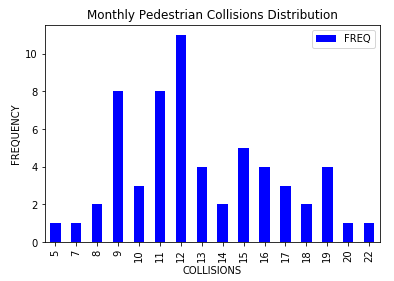 Monthly Pedestrian Collisions Distribution
FREQ
FREQUENCY
10
8
6
4
2
0
5 7 8 9 10 11 12 13 14 15 16 17 18 19 20 22
COLLISIONS